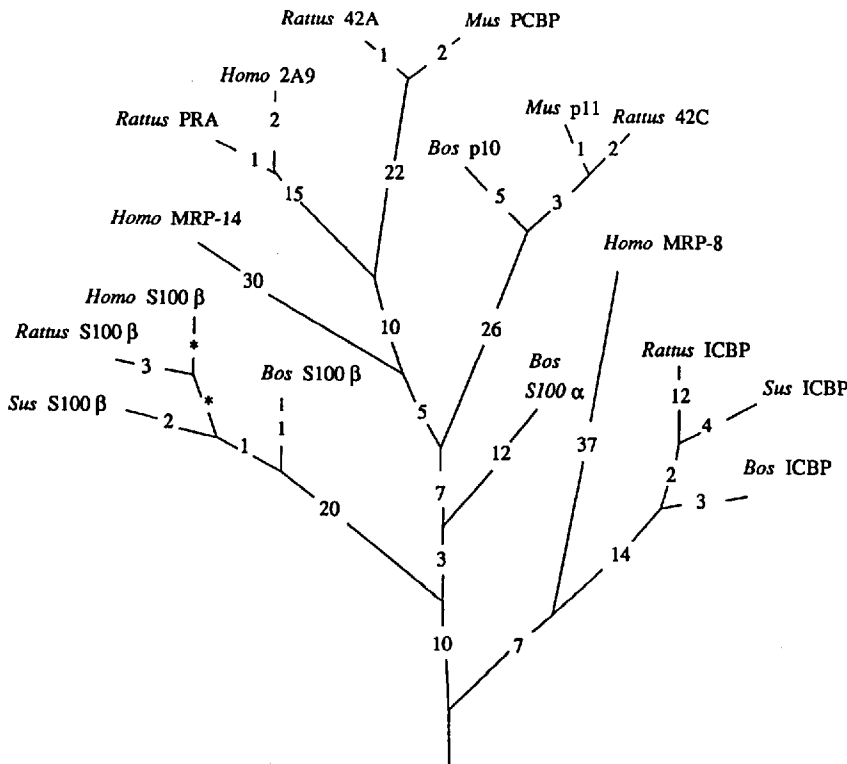 Rattus 42A
Mus PCBP
1
2
Homo 2A9
Rattus PRA
2
Mus p11
Rattus 42C
Bos p10
1
2
1
22
15
5
3
Homo MRP-14
Homo MRP-8
30
Homo S100 β
10
26
Rattus S100 β
*
Bos S100 β
Bos
S100 α
Rattus ICBP
3
12
Sus ICBP
Sus S100 β
*
2
5
4
1
1
12
37
Bos ICBP
20
7
2
3
3
14
10
7